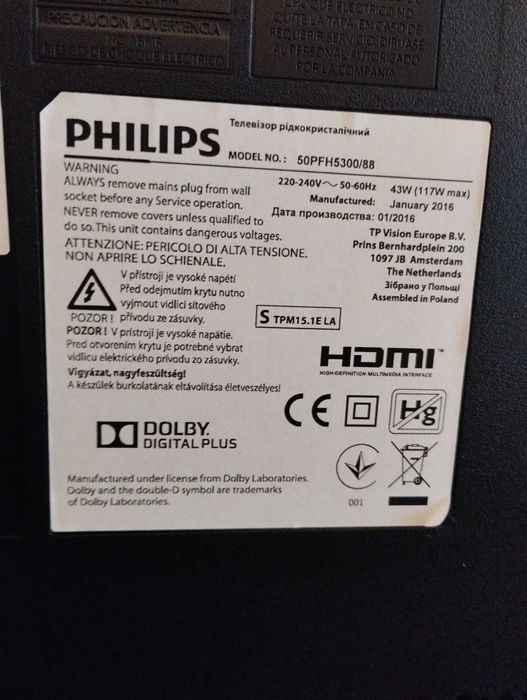 PRECAUCION ADVERTENCIA
NO ABRIR
RIESGO DE CHOQUE ELECTRICO
CHOQUE ELECTRICO NO
QUITE LA TAPA. EN CASO DE
REQUERIR SERVICIO: DIRIJASE
AL PERSONAL AUTORIZADO
POR LA COMPAÑIA
PHILIPS
Телевізор рідкокристалічний
MODEL NO.: 50PFH5300/88
WARNING
ALWAYS remove mains plug from wall
socket before any Service operation.
NEVER remove covers unless qualified to
do so. This unit contains dangerous voltages.
ATTENZIONE: PERICOLO DI ALTA TENSIONE.
NON APRIRE LO SCHIENALE.
220-240V~ 50-60Hz 43W (117W max)
Manufactured: January 2016
Дата производства: 01/2016
TP Vision Europe B.V.
Prins Bernhardplein 200
1097 JB Amsterdam
The Netherlands
Зібрано у Польщі
Assembled in Poland
V přístroji je vysoké napětí
Před odejmutím krytu nutno
vyjmout vidlici síťového
POZOR! přívodu ze zásuvky.
POZOR! V prístroji je vysoké napätie.
Pred otvorením krytu je potrebné vybrat
vidlicu elektrického prívodu zo zásuvky.
Vigyázat, nagyfeszültség!
A készülek burkolatának eltávolítása életveszélyes!
S TPM15.1E LA
HDMI™
HIGH-DEFINITION MULTIMEDIA INTERFACE
CE
Hg
DOLBY
DIGITAL PLUS
Manufactured under license from Dolby Laboratories.
Dolby and the double-D symbol are trademarks
of Dolby Laboratories.
001